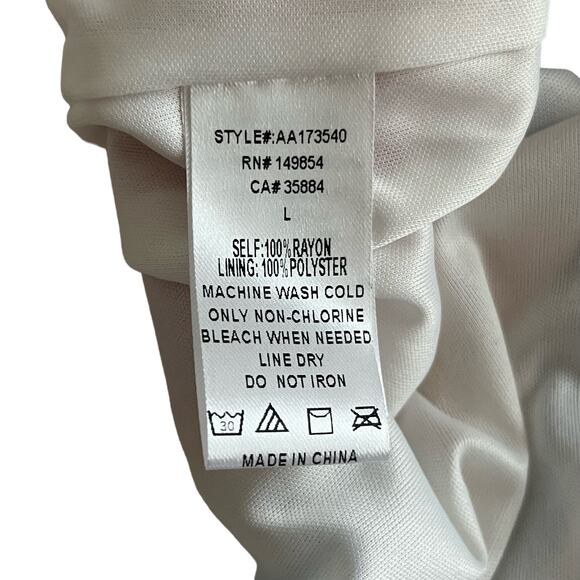 STYLE#:AA173540
RN# 149854
CA# 35884
L
SELF:100% RAYON
LINING: 100% POLYSTER
MACHINE WASH COLD
ONLY NON-CHLORINE
BLEACH WHEN NEEDED
LINE DRY
DO NOT IRON
30
MADE IN CHINA